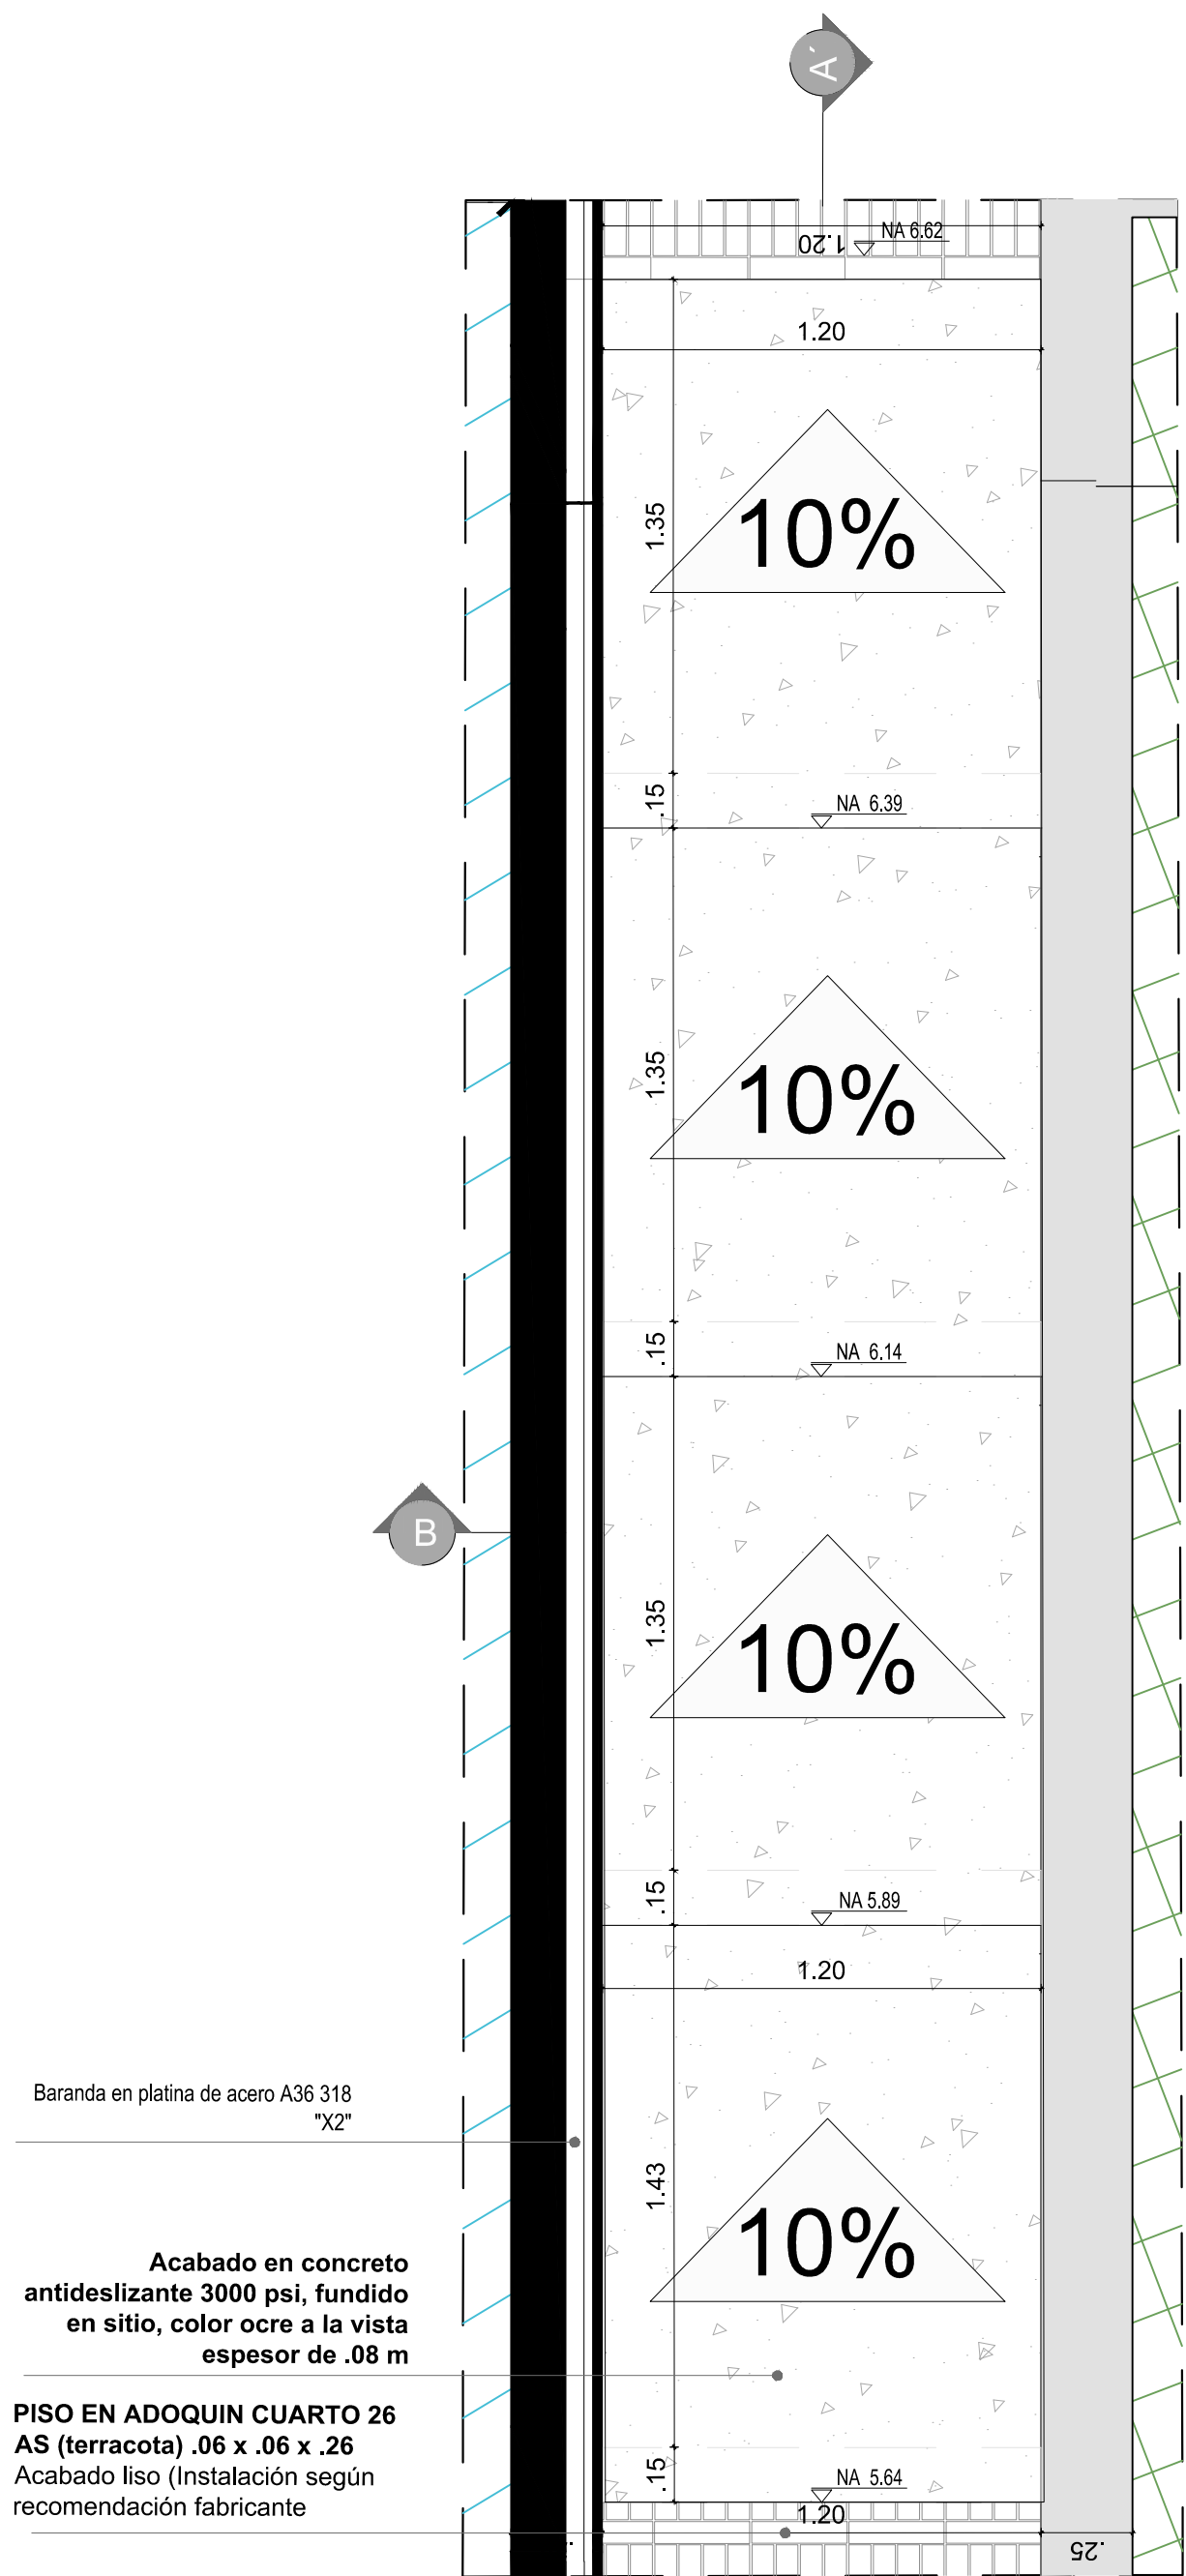 A´
NA 6.62
1.20
1.20
1.35
10%
.15
NA 6.39
1.35
10%
.15
NA 6.14
B
1.35
10%
.15
NA 5.89
1.20
Baranda en platina de acero A36 318
"X2"
1.43
10%
Acabado en concreto
antideslizante 3000 psi, fundido
en sitio, color ocre a la vista
espesor de .08 m
PISO EN ADOQUIN CUARTO 26
AS (terracota) .06 x .06 x .26
Acabado liso (Instalación según
recomendación fabricante
.15
NA 5.64
1.20
.25